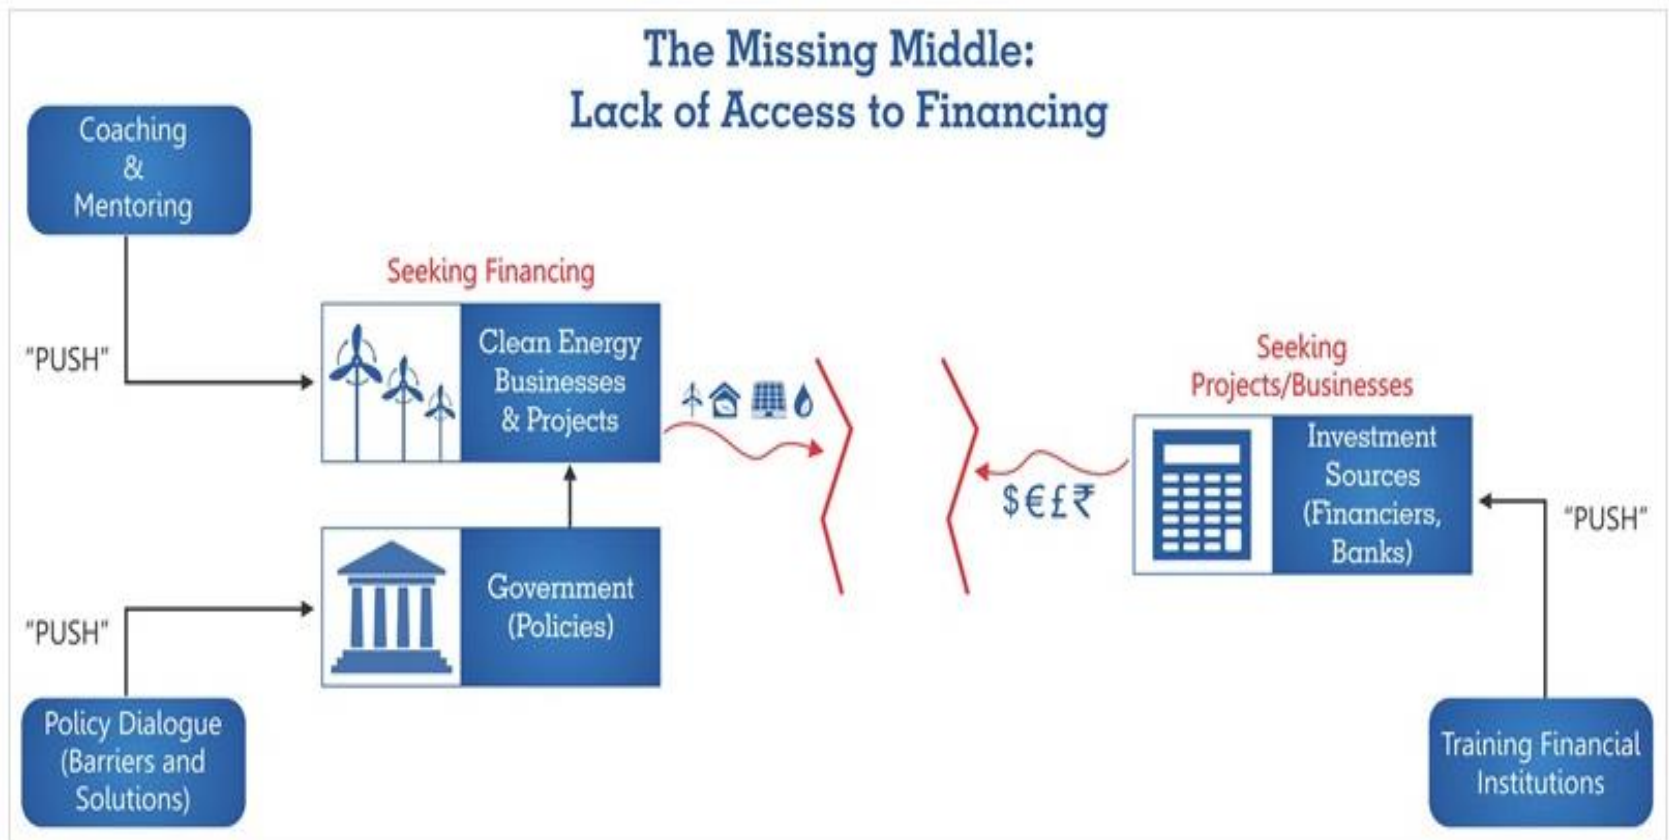 The Missing Middle:
Lack of Access to Financing
Coaching
&
Mentoring
"PUSH"
Seeking Financing
Clean Energy
Businesses
& Projects
Seeking
Projects/Businesses
Investment
Sources
(Financiers,
Banks)
$€£₹
"PUSH"
"PUSH"
Government
(Policies)
Policy Dialogue
(Barriers and
Solutions)
Training Financial
Institutions